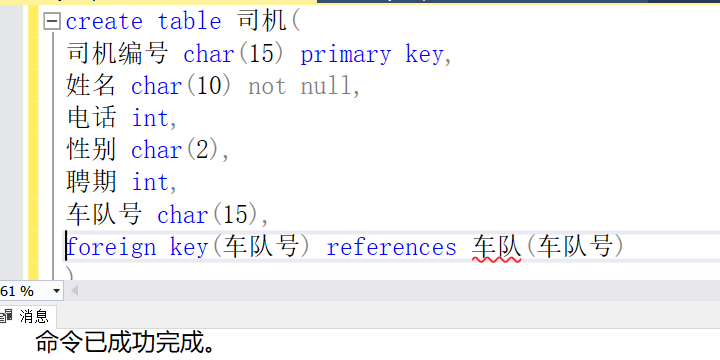 create table 司机(
司机编号 char(15) primary key,
姓名 char(10) not null,
电话 int,
性别 char(2),
聘期 int,
车队号 char(15),
foreign key(车队号) references 车队(车队号)
)
61 %
消息
命令已成功完成。